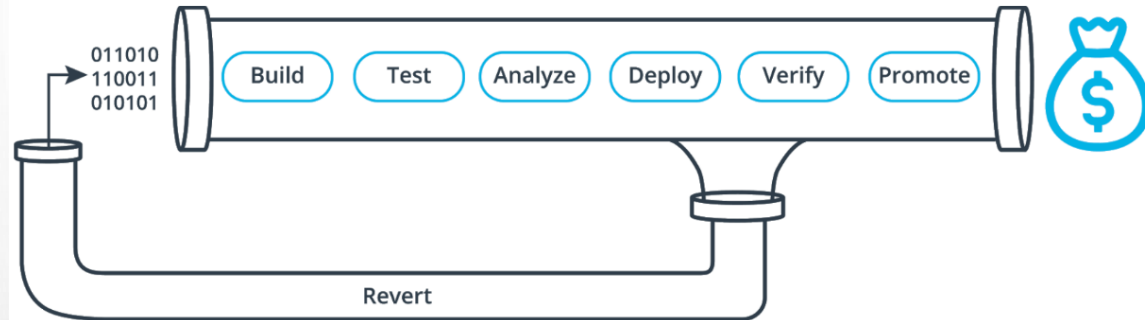 011010
110011
010101
Build Test Analyze Deploy Verify Promote
$
Revert